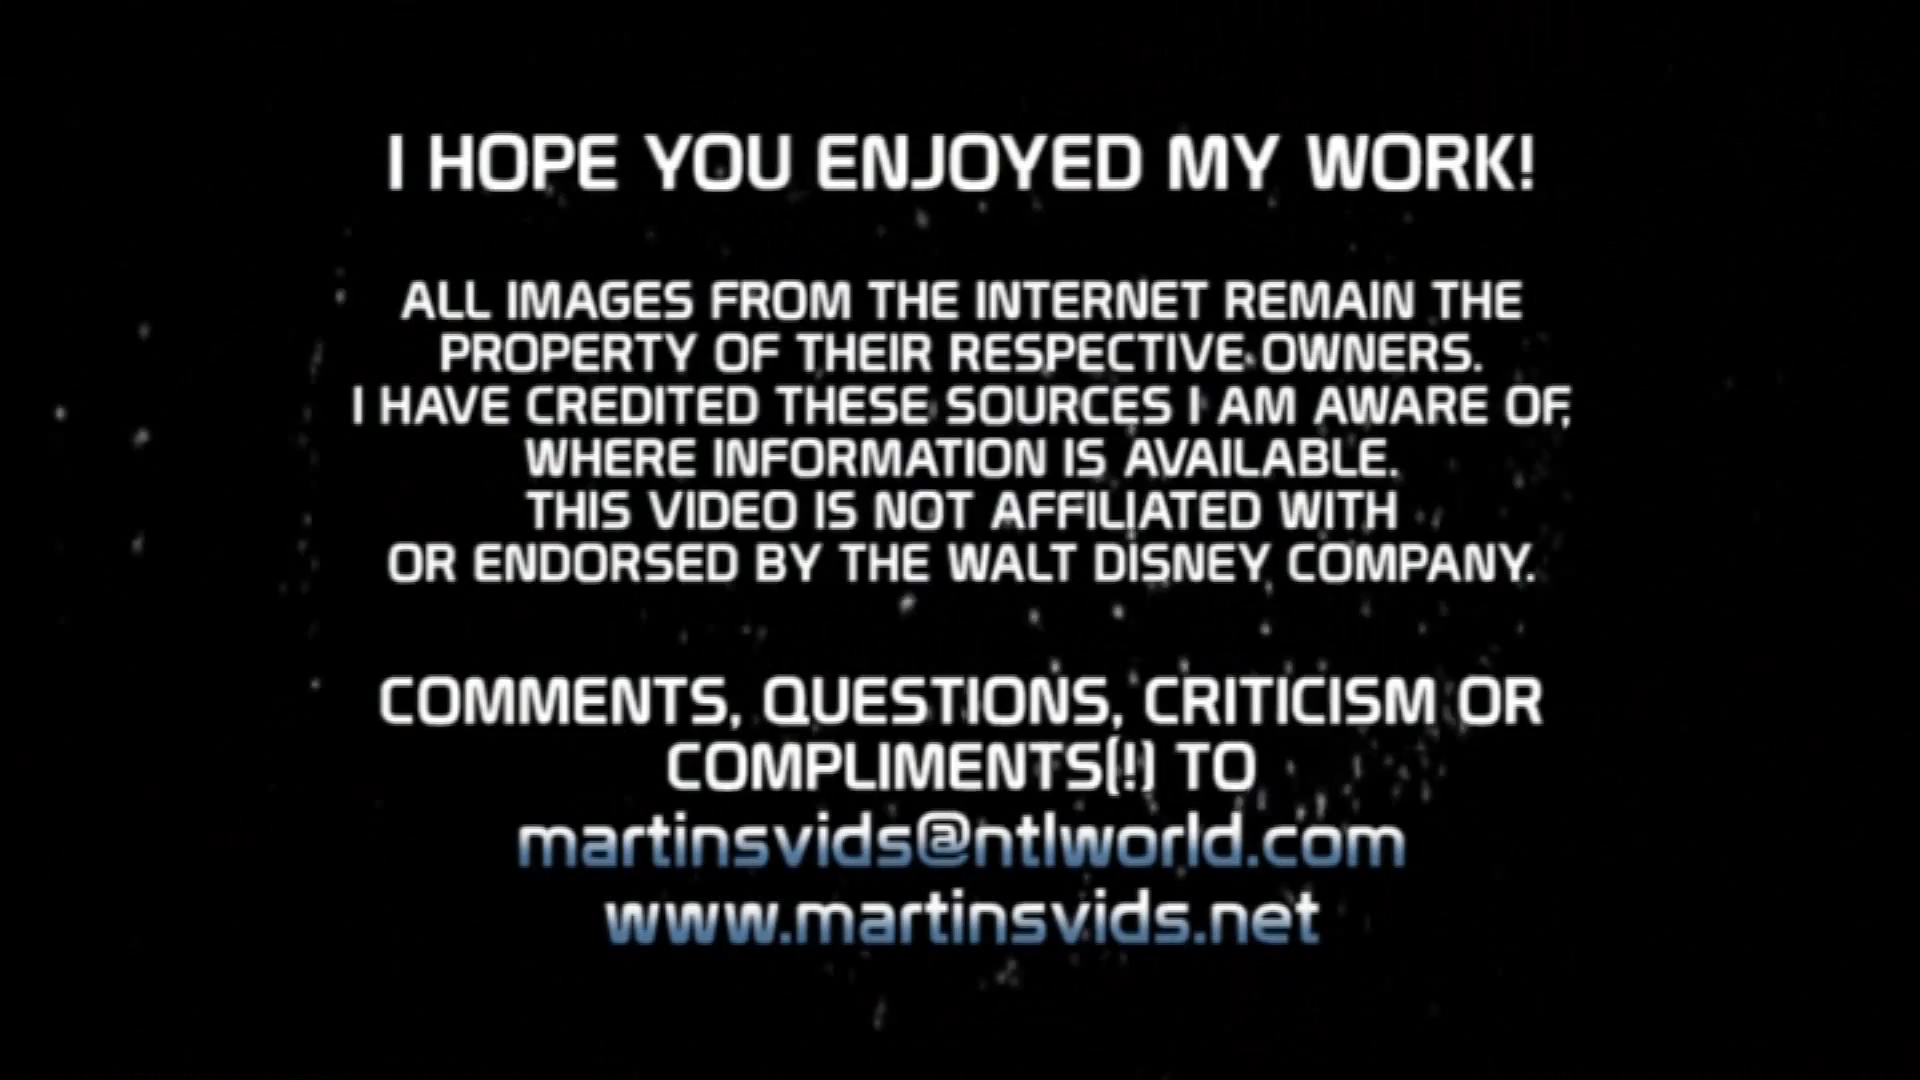 I HOPE YOU ENJOYED MY WORK!
ALL IMAGES FROM THE INTERNET REMAIN THE
PROPERTY OF THEIR RESPECTIVE OWNERS.
I HAVE CREDITED THESE SOURCES I AM AWARE OF,
WHERE INFORMATION IS AVAILABLE.
THIS VIDEO IS NOT AFFILIATED WITH
OR ENDORSED BY THE WALT DISNEY COMPANY.
COMMENTS, QUESTIONS, CRITICISM OR
COMPLIMENTS(!) TO
martinsvids@ntlworld.com
www.martinsvids.net